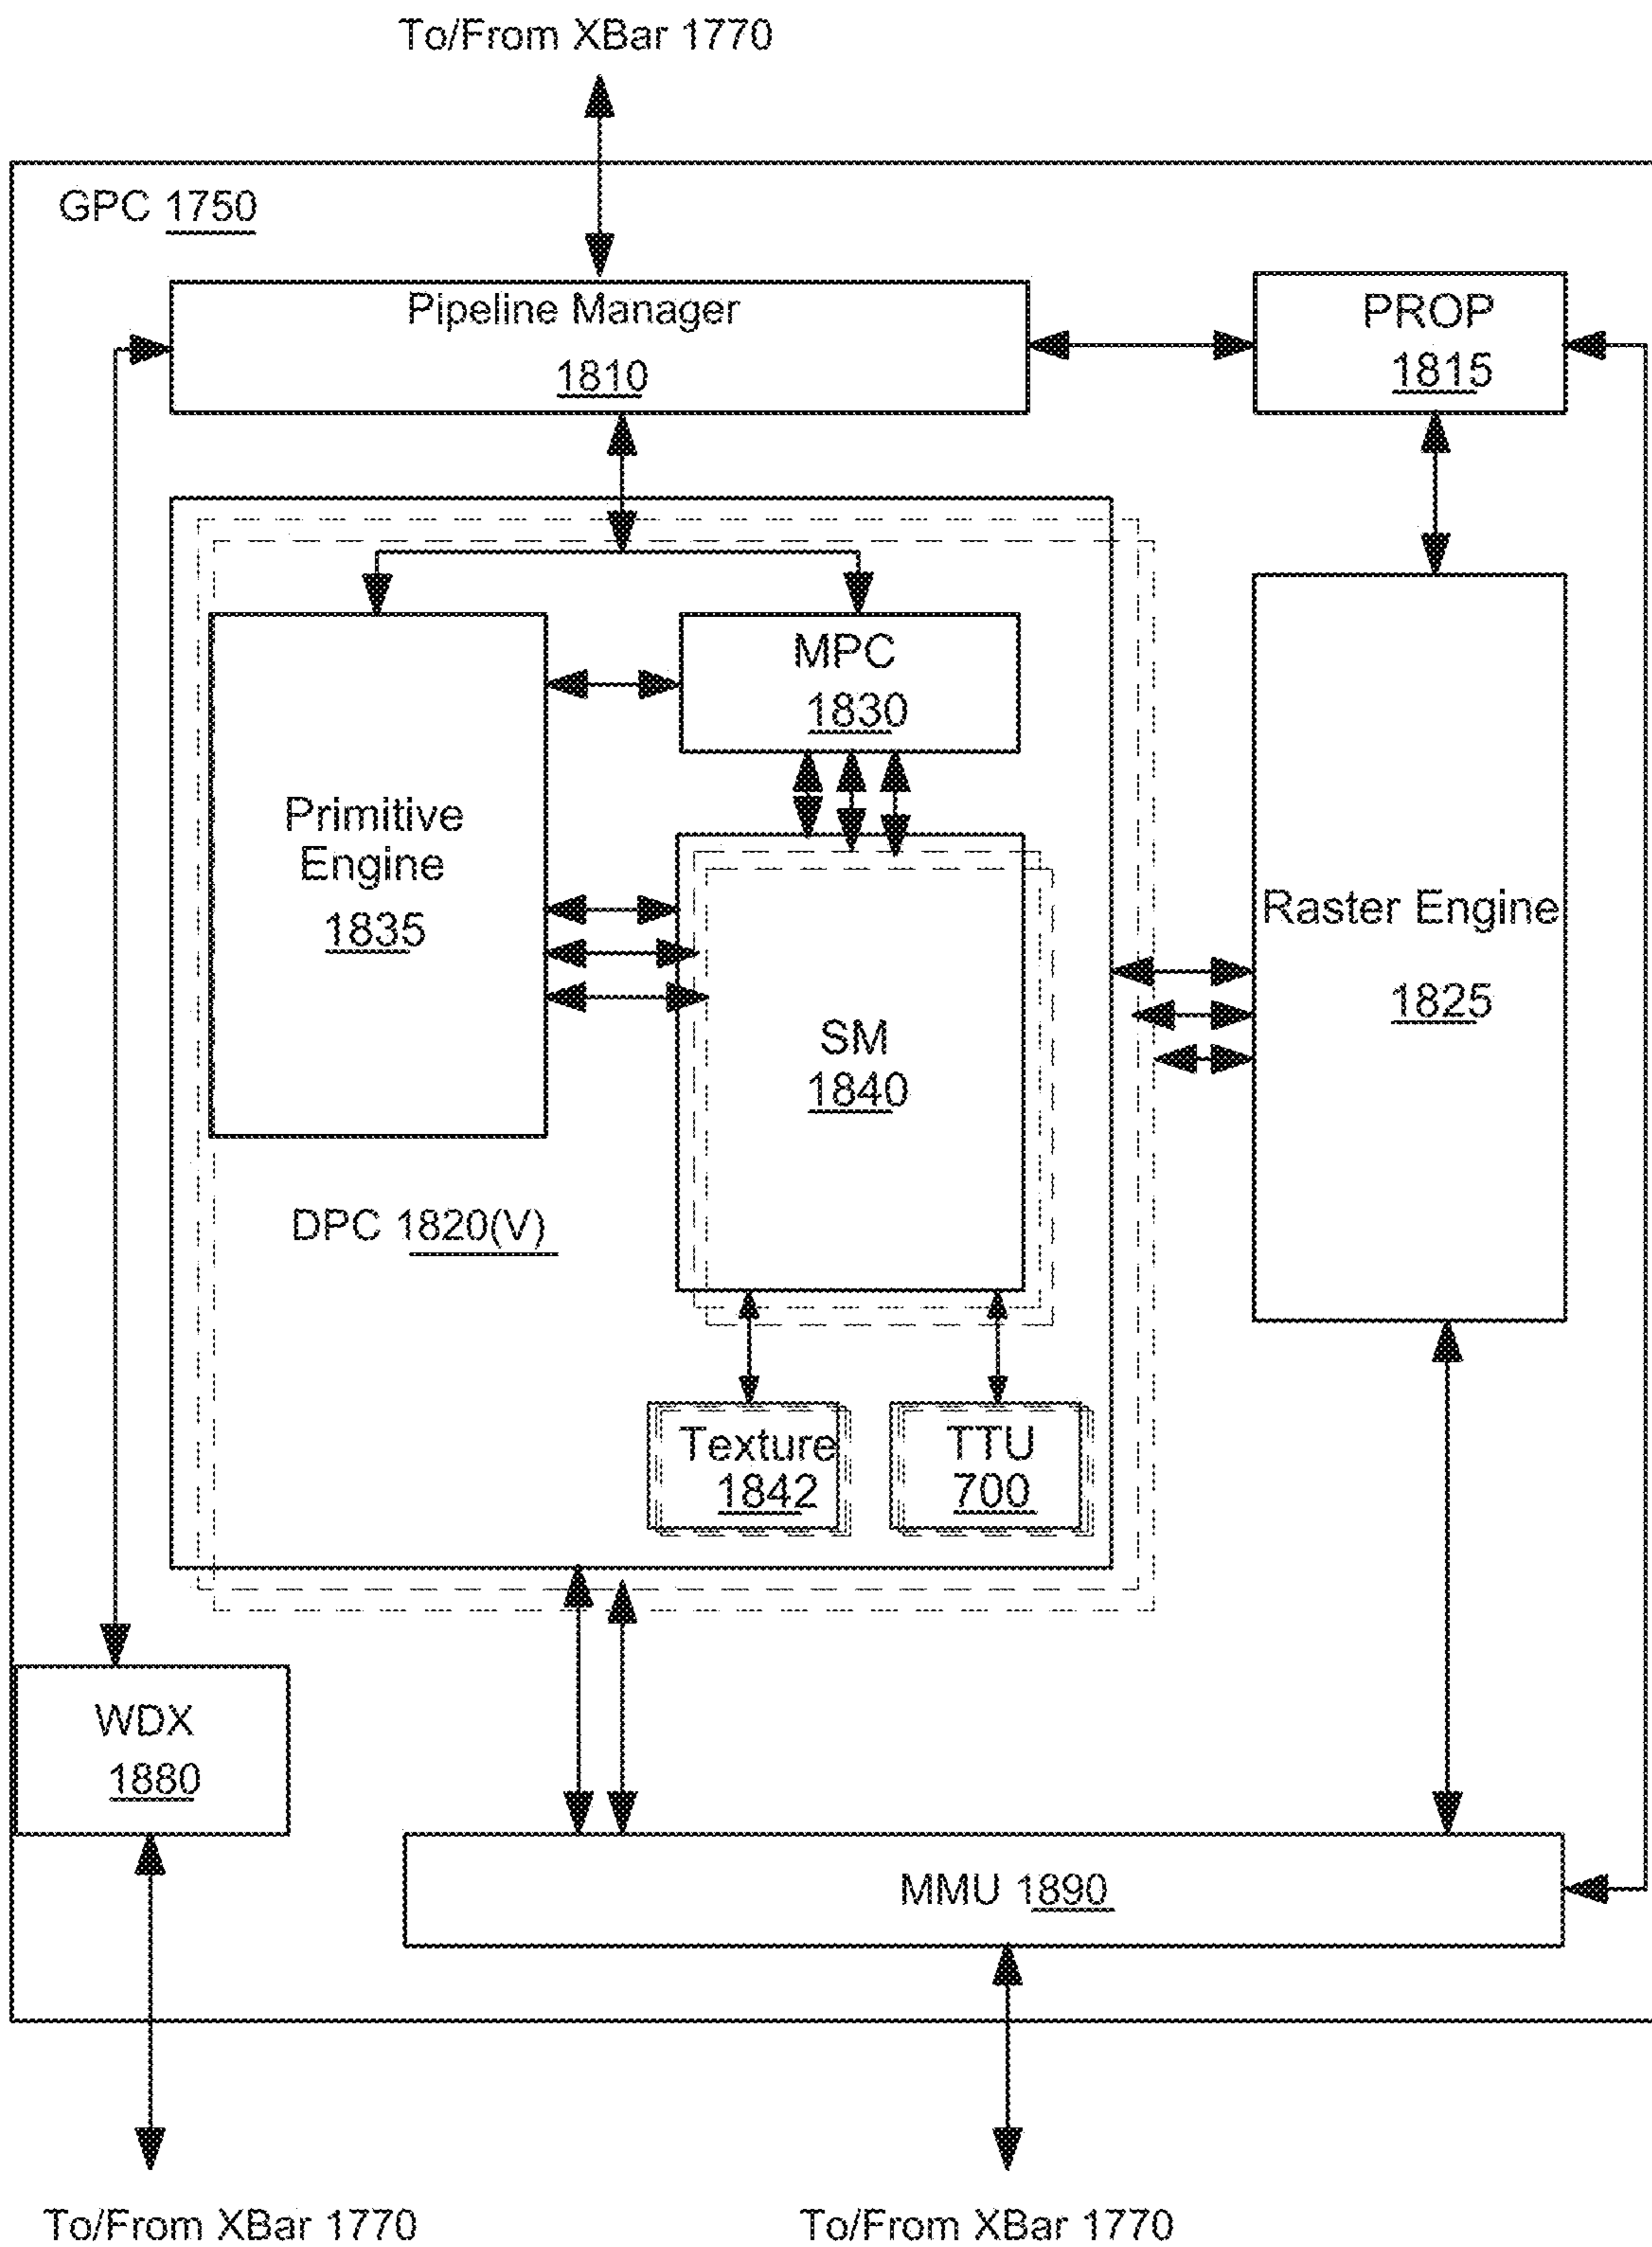 To/From XBar 1770
GPC 1750
Pipeline Manager
1810
PROP
1815
MPC
1830
Primitive
Engine
1835
Raster Engine
1825
SM
1840
DPC 1820(V)
Texture
1842
TTU
700
WDX
1880
MMU 1890
To/From XBar 1770
To/From XBar 1770